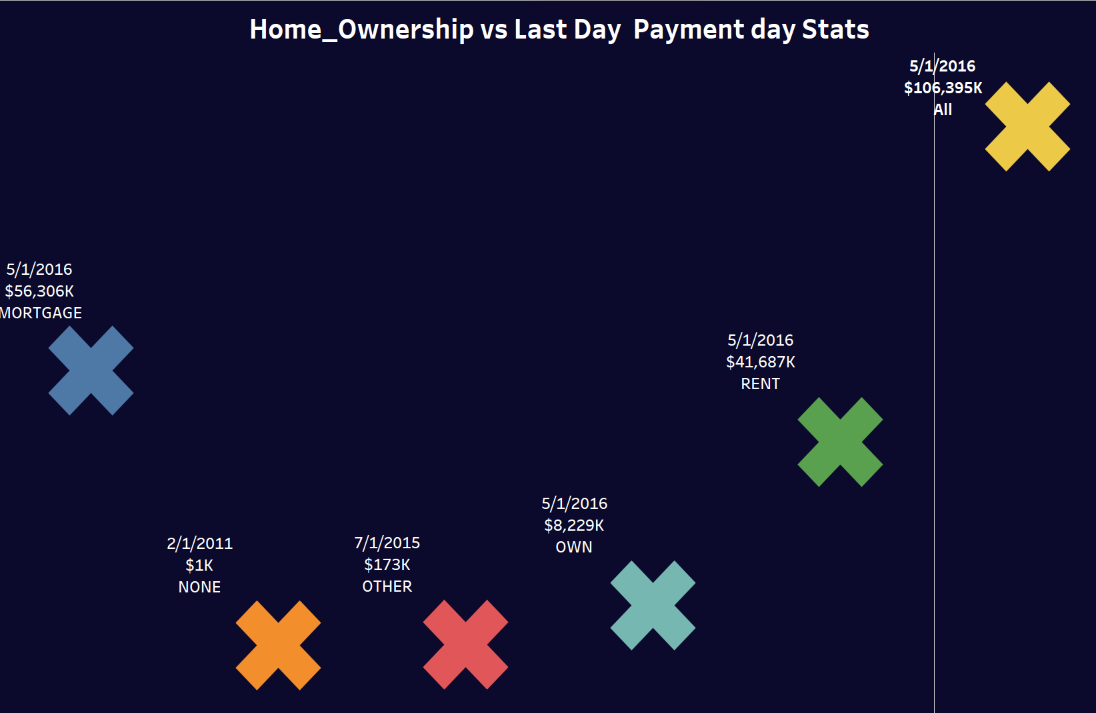 Home_Ownership vs Last Day  Payment day Stats
5/1/2016
$106,395K
All
5/1/2016
$56,306K
MORTGAGE
5/1/2016
$41,687K
RENT
5/1/2016
$8,229K
OWN
2/1/2011
$1K
NONE
7/1/2015
$173K
OTHER